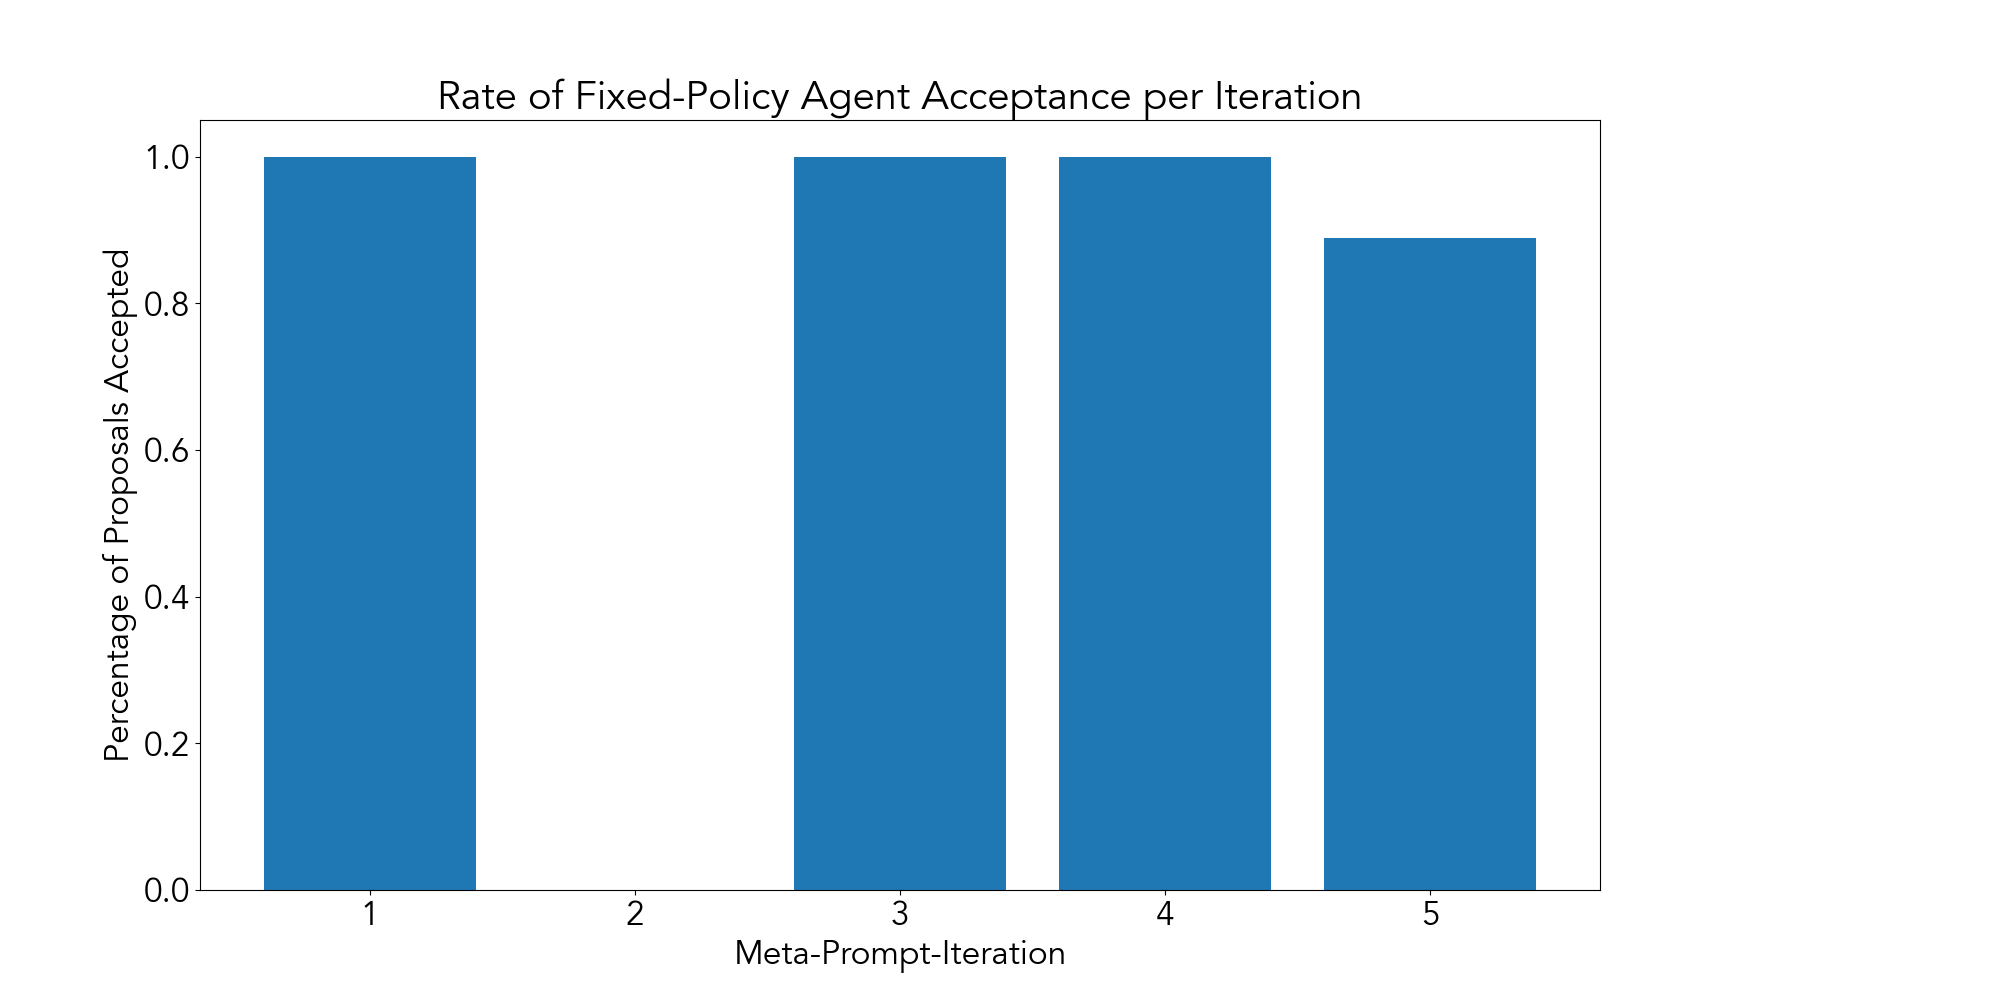 Rate of Fixed-Policy Agent Acceptance per Iteration
Percentage of Proposals Accepted
1.0
0.8
0.6
0.4
0.2
0.0
1 2 3 4 5
Meta-Prompt-Iteration